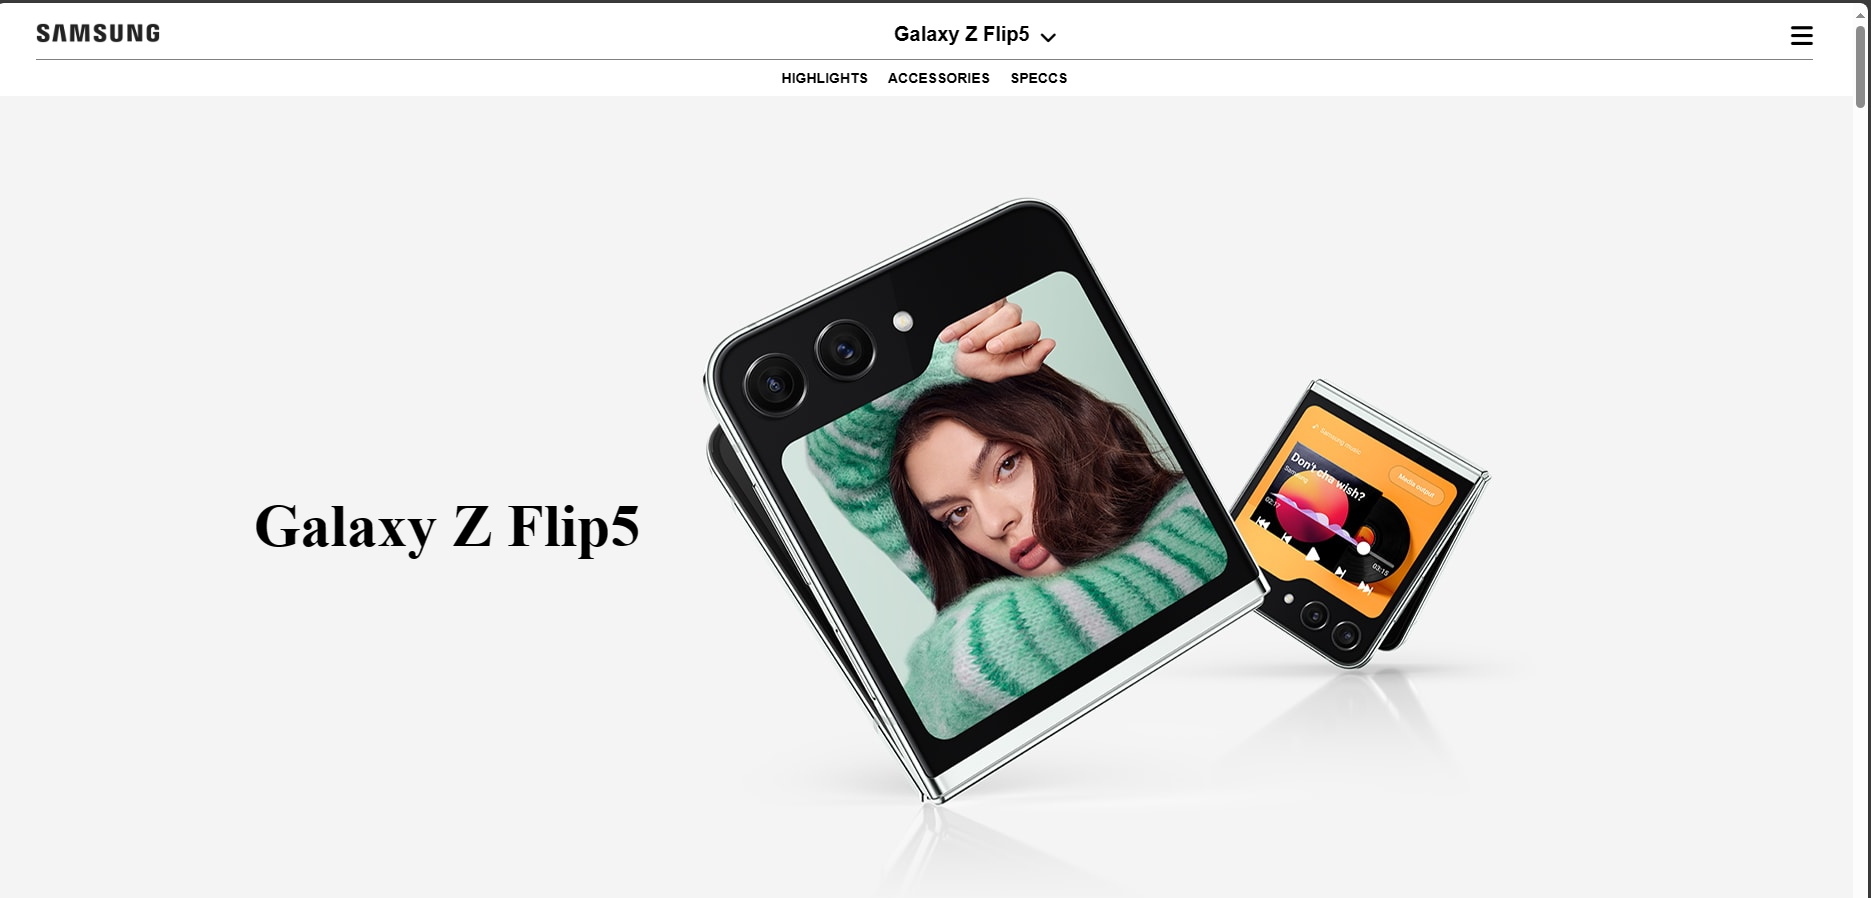 SAMSUNG
Galaxy Z Flip5
HIGHLIGHTS ACCESSORIES SPECCS
Galaxy Z Flip5
Samsung music
Media output
Don't cha wish?
Samsung
02:17
03:15